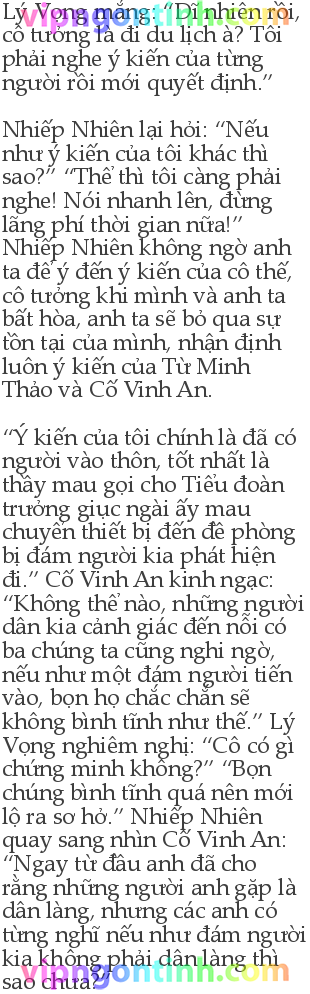 Lý Vọng mắng: “Dĩ nhiên rồi,
cô tưởng là đi du lịch à? Tôi
phải nghe ý kiến của từng
người rồi mới quyết định.”
Nhiếp Nhiên lại hỏi: “Nếu
như ý kiến của tôi khác thì
sao?” “Thế thì tôi càng phải
nghe! Nói nhanh lên, đừng
lãng phí thời gian nữa!”
Nhiếp Nhiên không ngờ anh
ta để ý đến ý kiến của cô thế,
cô tưởng khi mình và anh ta
bất hòa, anh ta sẽ bỏ qua sự
tồn tại của mình, nhận định
luôn ý kiến của Từ Minh
Thảo và Cố Vinh An.
“Ý kiến của tôi chính là đã có
người vào thôn, tốt nhất là
thầy mau gọi cho Tiểu đoàn
trưởng giục ngài ấy mau
chuyển thiết bị đến đề phòng
bị đám người kia phát hiện
đi.” Cố Vinh An kinh ngạc:
“Không thể nào, những người
dân kia cảnh giác đến nỗi có
ba chúng ta cũng nghi ngờ,
nếu như một đám người tiến
vào, bọn họ chắc chắn sẽ
không bình tĩnh như thế.” Lý
Vọng nghiêm nghị: “Cô có gì
chứng minh không?” “Bọn
chúng bình tĩnh quá nên mới
lộ ra sơ hở.” Nhiếp Nhiên
quay sang nhìn Cố Vinh An:
“Ngay từ đầu anh đã cho
rằng những người anh gặp là
dân làng, nhưng các anh có
từng nghĩ nếu như đám người
kia không phải dân làng thì
sao chưa?”
vipngontinh.com
vipngontinh.com